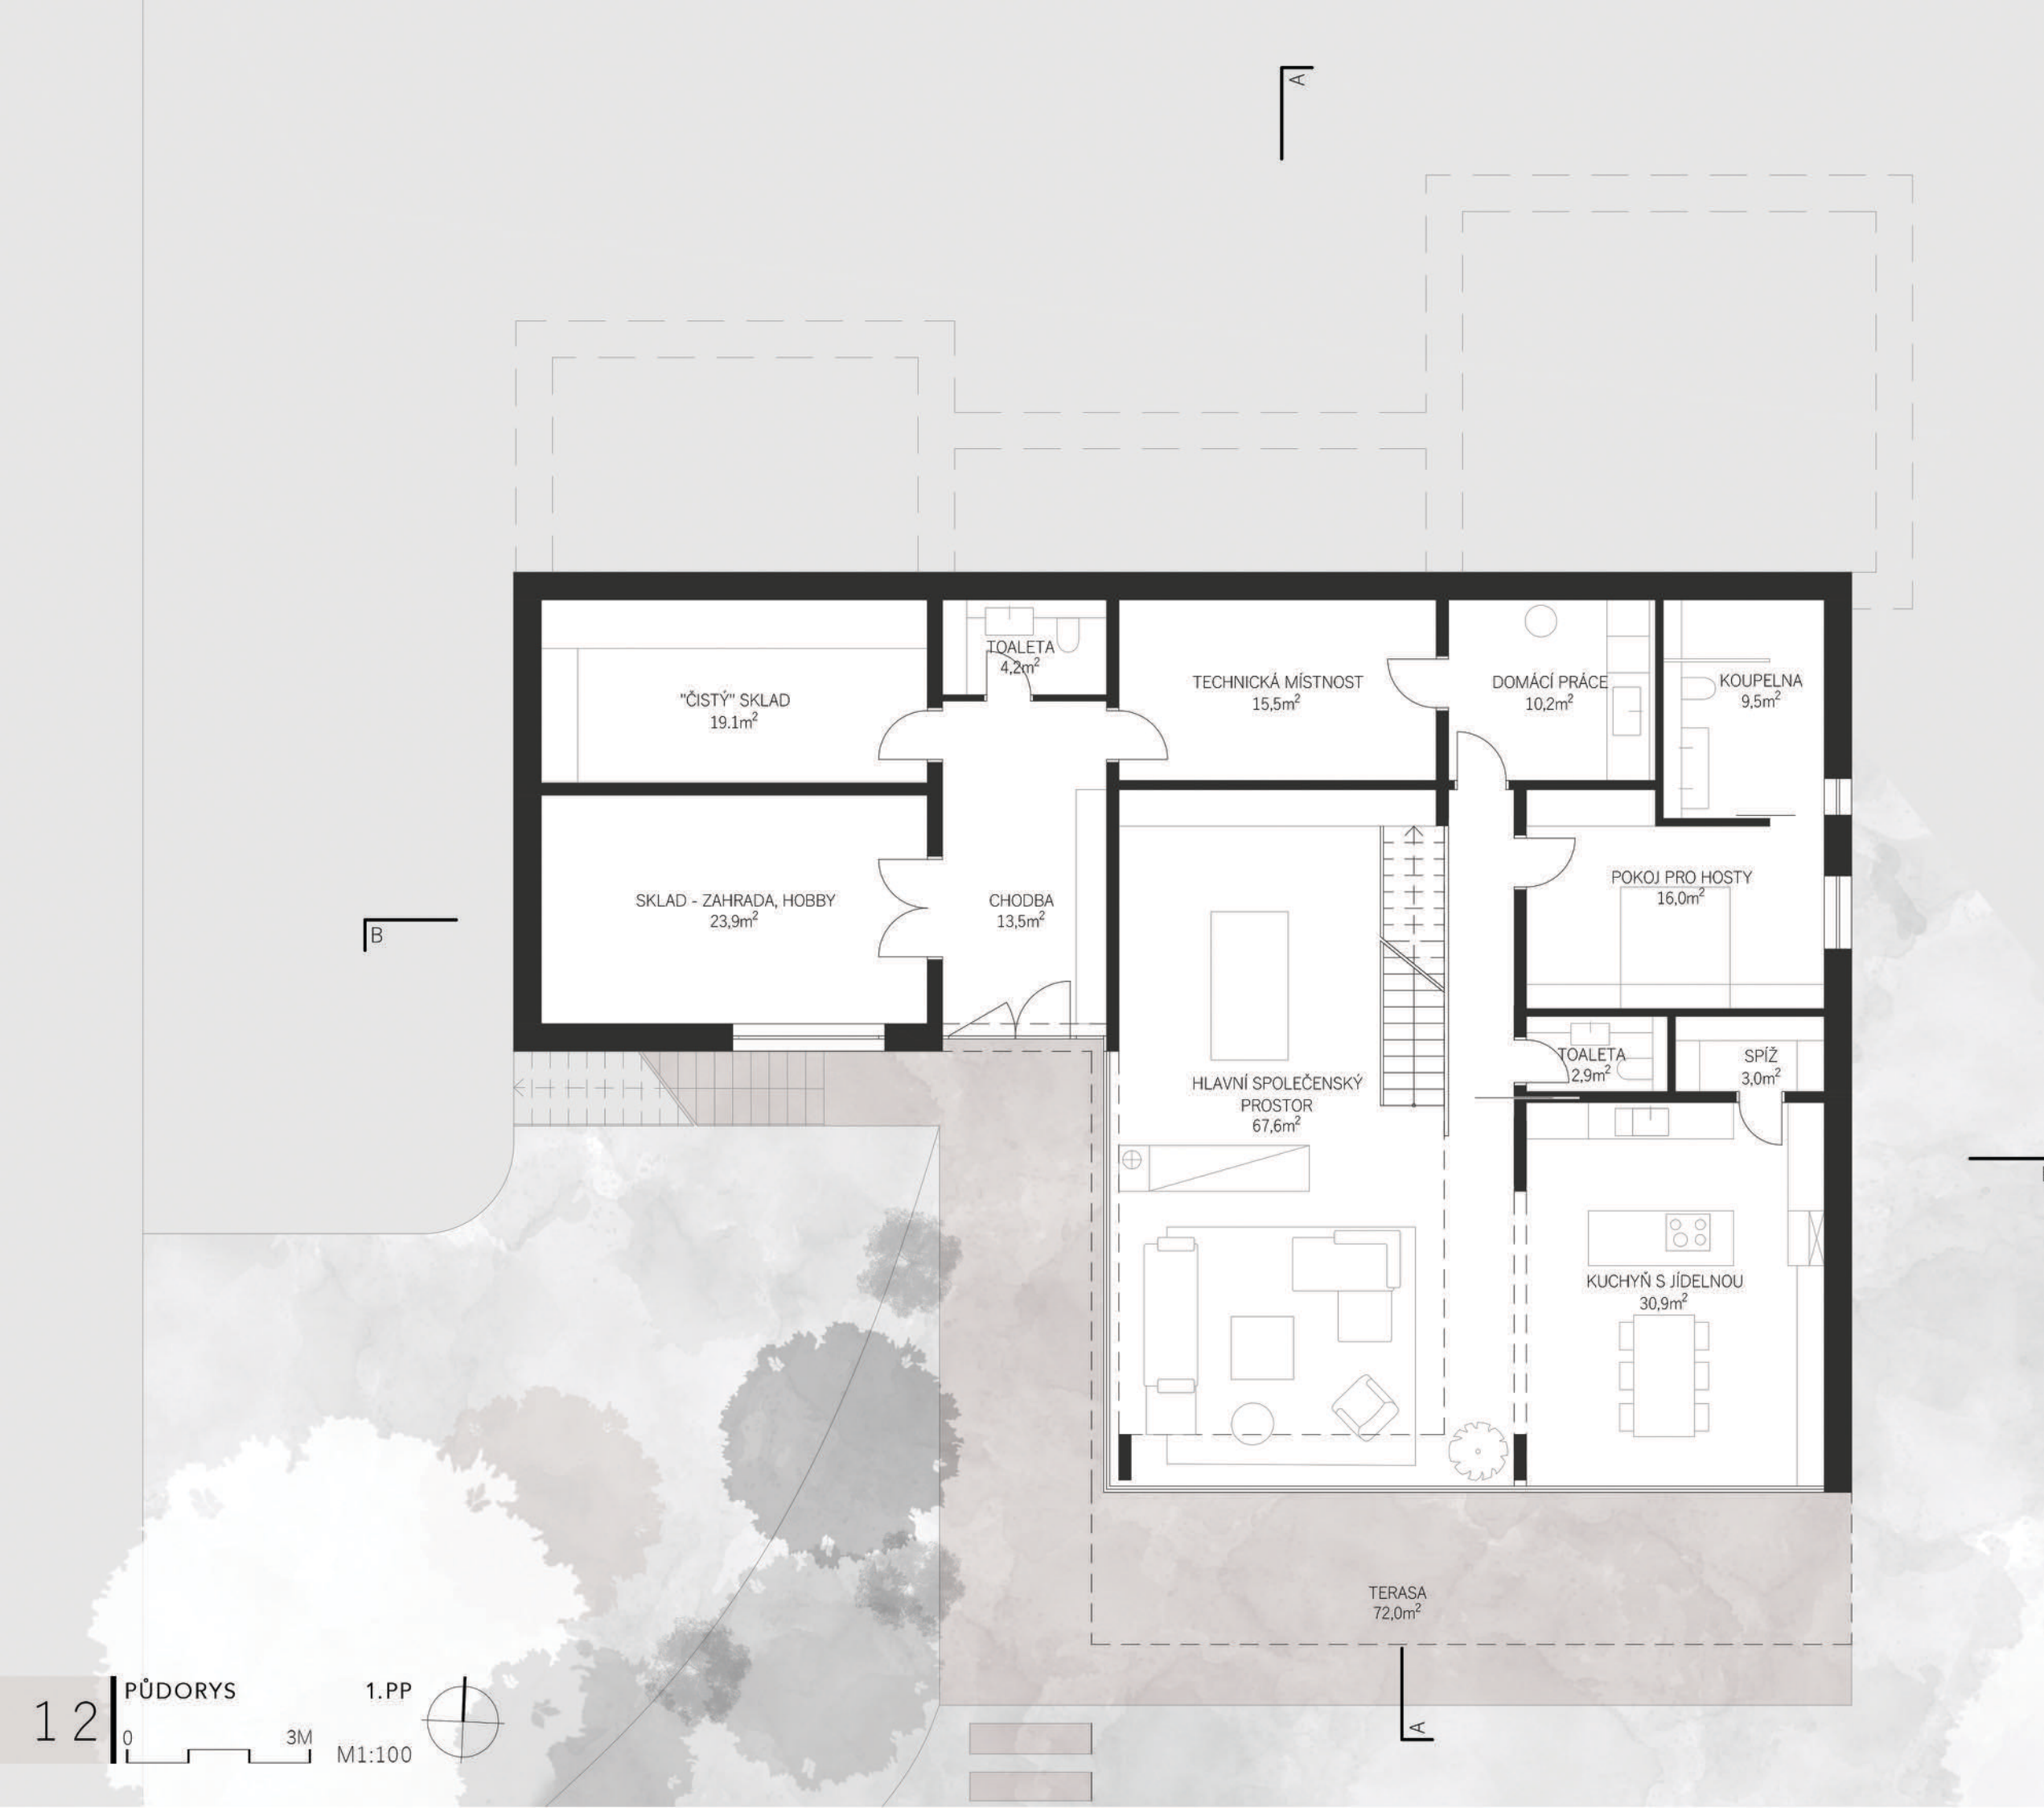 A
TOALETA
4,2m²
"ČISTÝ" SKLAD
19.1m²
TECHNICKÁ MÍSTNOST
15,5m²
DOMÁCÍ PRÁCE
10,2m²
KOUPELNA
9,5m²
SKLAD - ZAHRADA, HOBBY
23,9m²
CHODBA
13,5m²
POKOJ PRO HOSTY
16,0m²
B
HLAVNÍ SPOLEČENSKÝ
PROSTOR
67,6m²
TOALETA
2,9m²
SPÍŽ
3,0m²
KUCHYŇ S JÍDELNOU
30,9m²
TERASA
72,0m²
A
12
PŮDORYS
1.PP
0
3M
M1:100